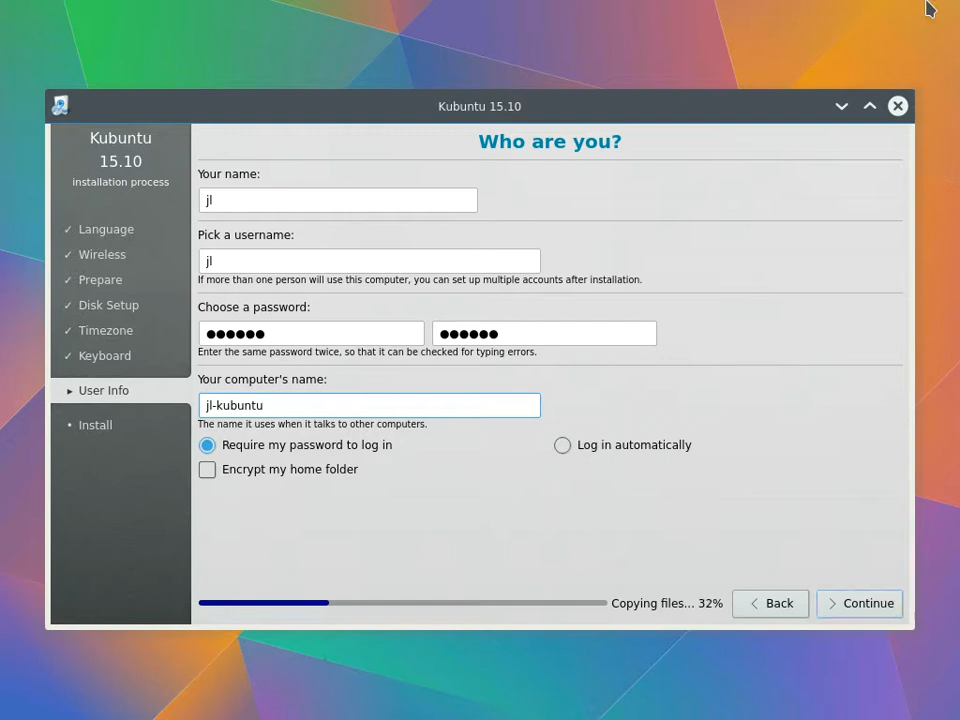 Kubuntu 15.10
Kubuntu
15.10
installation process
✓ Language
✓ Wireless
✓ Prepare
✓ Disk Setup
✓ Timezone
✓ Keyboard
▸ User Info
• Install
Who are you?
Your name:
jl
Pick a username:
jl
If more than one person will use this computer, you can set up multiple accounts after installation.
Choose a password:
●●●●●● ●●●●●●
Enter the same password twice, so that it can be checked for typing errors.
Your computer's name:
jl-kubuntu
The name it uses when it talks to other computers.
Require my password to log in Log in automatically
Encrypt my home folder
Copying files... 32% Back Continue